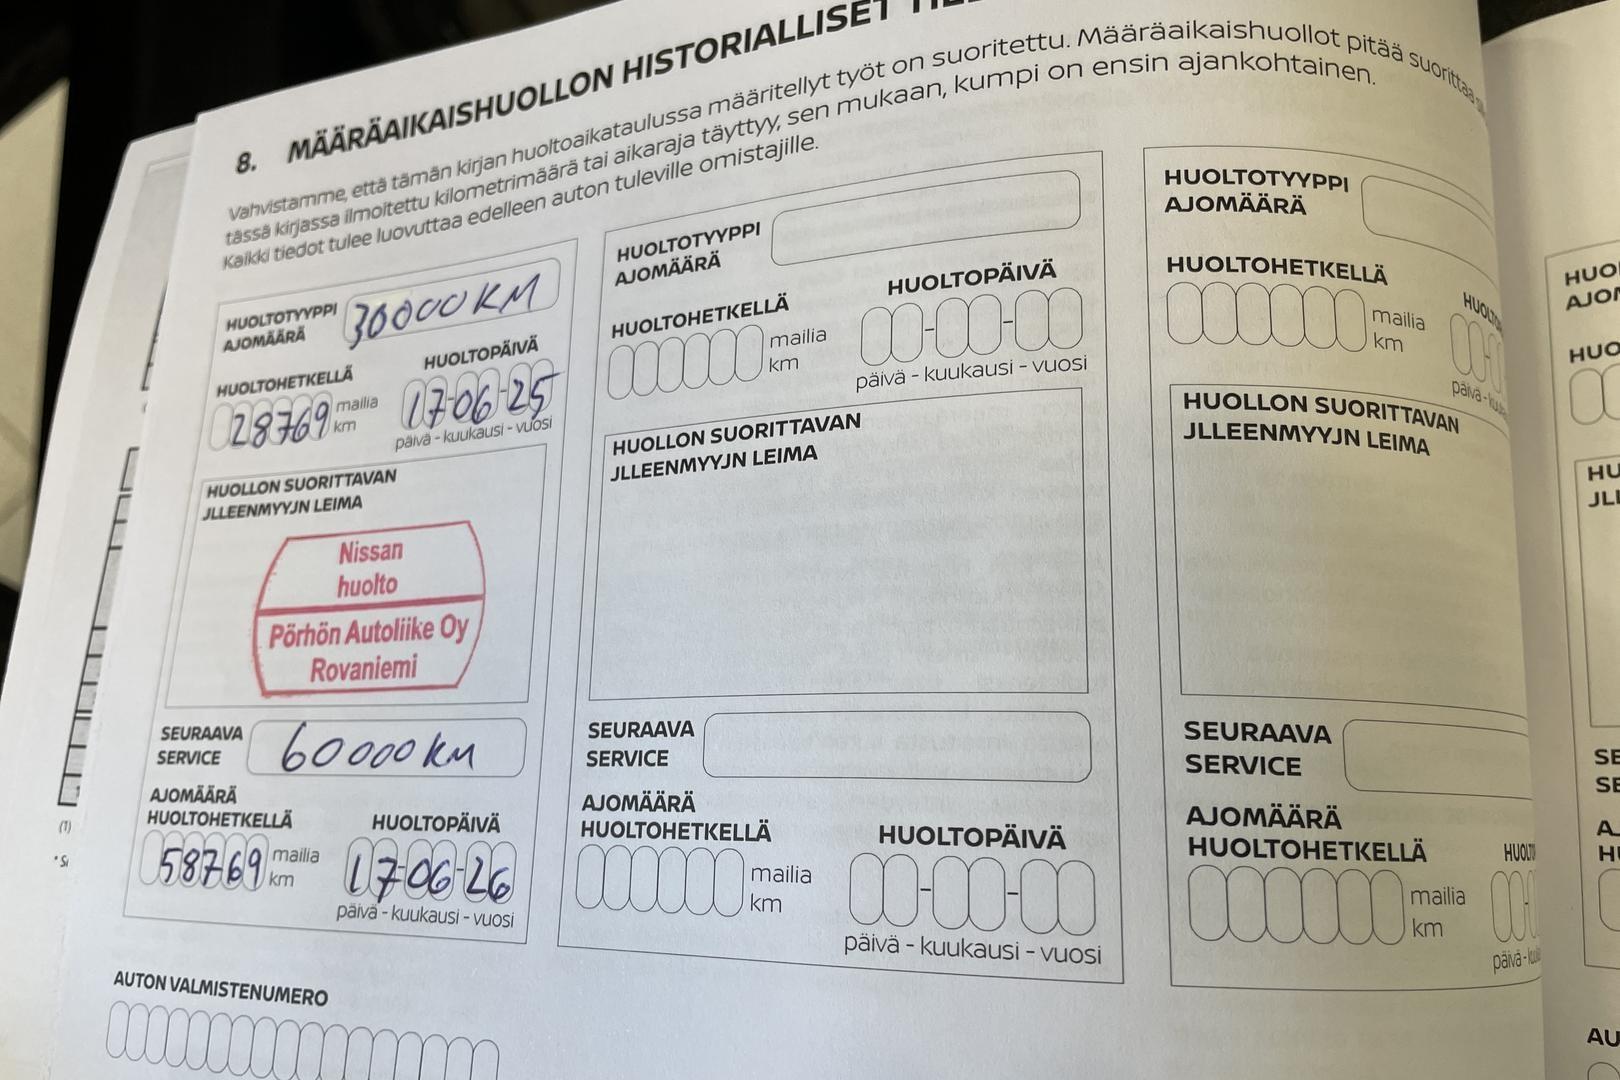 8. MÄÄRÄAIKAISHUOLLON HISTORIALLISET
Vahvistamme, että tämän kirjan huoltoaikataulussa määritellyt työt on suoritettu. Määräaikaishuollot pitää suorittaa
tässä kirjassa ilmoitettu kilometrimäärä tai aikaraja täyttyy, sen mukaan, kumpi on ensin ajankohtainen.
Kaikki tiedot tulee luovuttaa edelleen auton tuleville omistajille.
HUOLTOTYYPPI 30000 KM
AJOMÄÄRÄ
HUOLTOHETKELLÄ HUOLTOPÄIVÄ
28769 mailia km 17-06-25
päivä - kuukausi - vuosi
HUOLLON SUORITTAVAN
JLLEENMYYJN LEIMA
Nissan
huolto
Pörhön Autoliike Oy
Rovaniemi
SEURAAVA
SERVICE 60000 KM
AJOMÄÄRÄ
HUOLTOHETKELLÄ HUOLTOPÄIVÄ
58769 mailia km 17-06-26
päivä - kuukausi - vuosi
AUTON VALMISTENUMERO
HUOLTOTYYPPI
AJOMÄÄRÄ
HUOLTOHETKELLÄ HUOLTOPÄIVÄ
mailia
km
päivä - kuukausi - vuosi
HUOLLON SUORITTAVAN
JLLEENMYYJN LEIMA
SEURAAVA
SERVICE
AJOMÄÄRÄ
HUOLTOHETKELLÄ HUOLTOPÄIVÄ
mailia
km
päivä - kuukausi - vuosi
HUOLTOTYYPPI
AJOMÄÄRÄ
HUOLTOHETKELLÄ
mailia
km
päivä -
HUOLLON SUORITTAVAN
JLLEENMYYJN LEIMA
SEURAAVA
SERVICE
AJOMÄÄRÄ
HUOLTOHETKELLÄ
mailia
km
päivä -
(1)